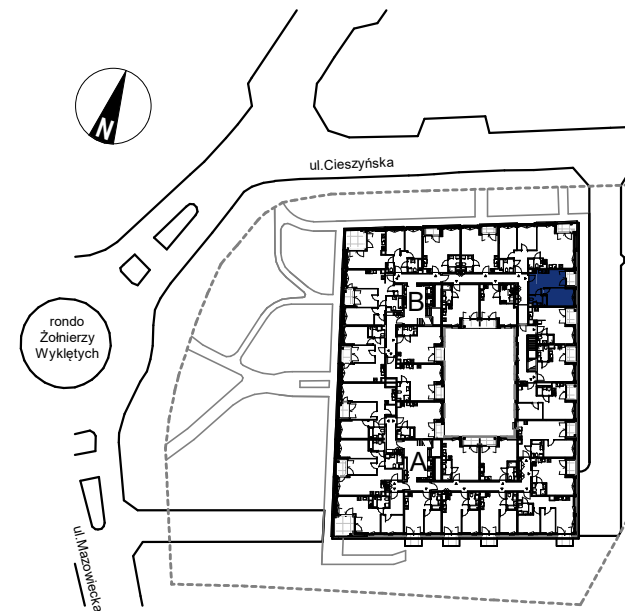 N
ul.Cieszyńska
B
rondo
Żołnierzy
Wyklętych
A
ul.Mazowiecka